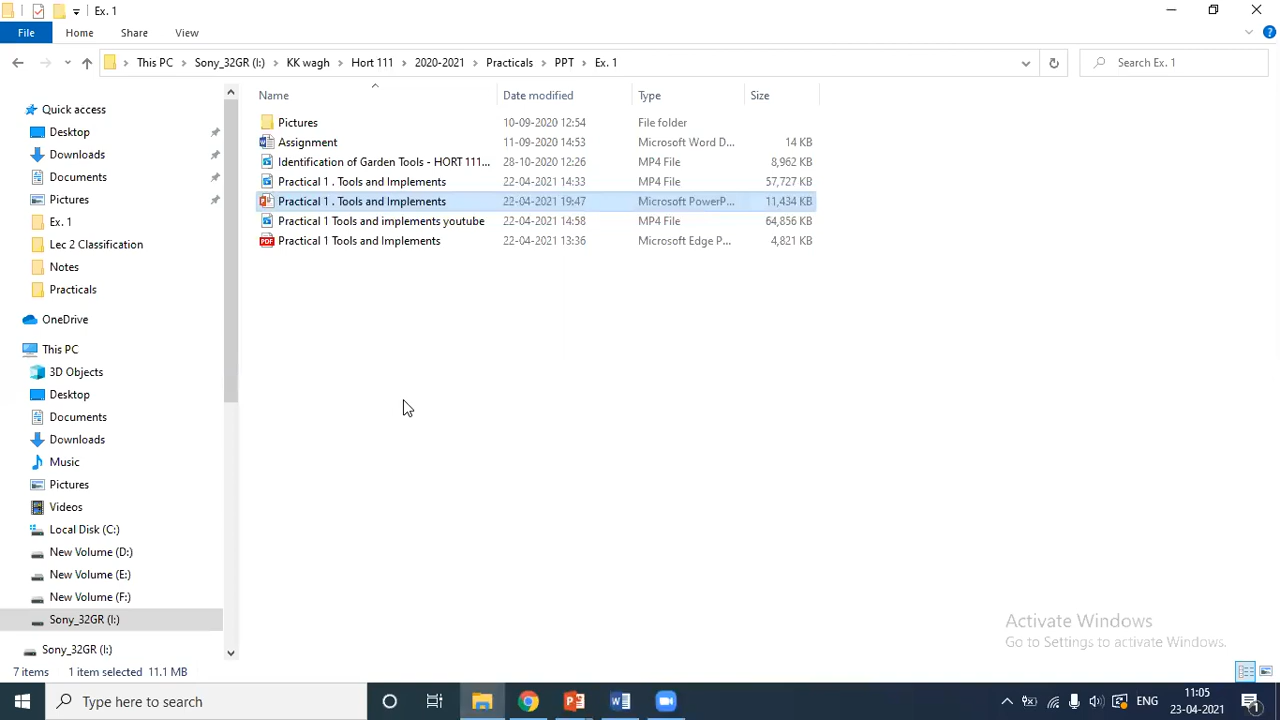 Ex. 1
File Home Share View
This PC Sony_32GR (I:) KK wagh Hort 111 2020-2021 Practicals PPT Ex. 1 Search Ex. 1
Name Date modified Type Size
Pictures 10-09-2020 12:54 File folder
Assignment 11-09-2020 14:53 Microsoft Word D... 14 KB
Identification of Garden Tools - HORT 111... 28-10-2020 12:26 MP4 File 8,962 KB
Practical 1 . Tools and Implements 22-04-2021 14:33 MP4 File 57,727 KB
Practical 1 . Tools and Implements 22-04-2021 19:47 Microsoft PowerP... 11,434 KB
Practical 1 Tools and implements youtube 22-04-2021 14:58 MP4 File 64,856 KB
PDF Practical 1 Tools and Implements 22-04-2021 13:36 Microsoft Edge P... 4,821 KB
Quick access
Desktop
Downloads
Documents
Pictures
Ex. 1
Lec 2 Classification
Notes
Practicals
OneDrive
This PC
3D Objects
Desktop
Documents
Downloads
Music
Pictures
Videos
Local Disk (C:)
New Volume (D:)
New Volume (E:)
New Volume (F:)
Sony_32GR (I:)
Sony_32GR (I:)
Activate Windows
Go to Settings to activate Windows.
7 items 1 item selected 11.1 MB
Type here to search
ENG 11:05
23-04-2021